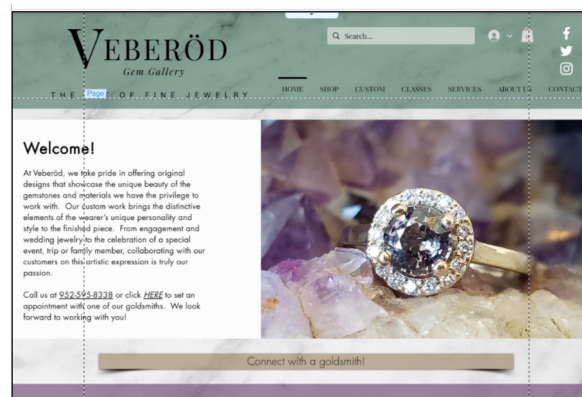 VEBERÖD
Gem Gallery
THE
Page
OF FINE JEWELRY
Search...
HOME SHOP CUSTOM CLASSES SERVICES ABOUT US CONTACT
Welcome!
At Veberöd, we take pride in offering original
designs that showcase the unique beauty of the
gemstones and materials we have the privilege to
work with. Our custom work brings the distinctive
elements of the wearer's unique personality and
style to the finished piece. From engagement and
wedding jewelry to the celebration of a special
event, trip or family member, collaborating with our
customers on this artistic expression is truly our
passion.
Call us at 952-595-8338 or click HERE to set an
appointment with one of our goldsmiths. We look
forward to working with you!
Connect with a goldsmith!